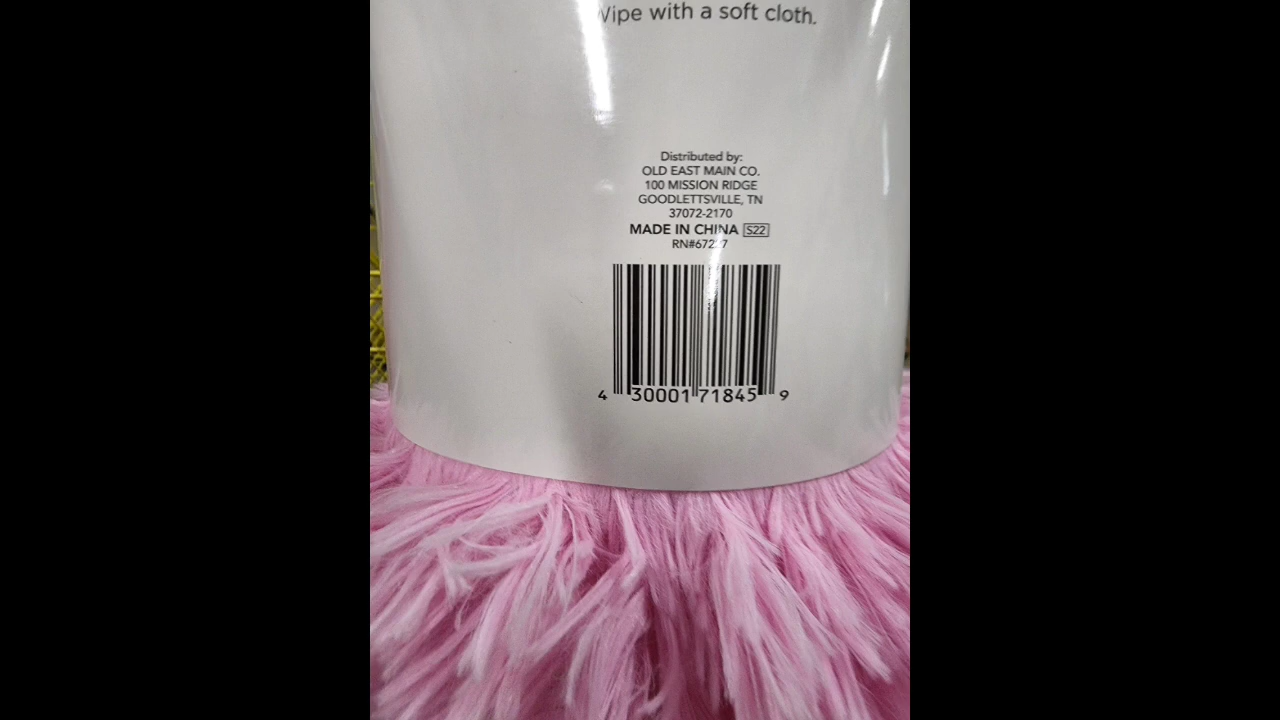 Wipe with a soft cloth.
Distributed by:
OLD EAST MAIN CO.
100 MISSION RIDGE
GOODLETTSVILLE, TN
37072-2170
MADE IN CHINA S22
4 30001 71845 9